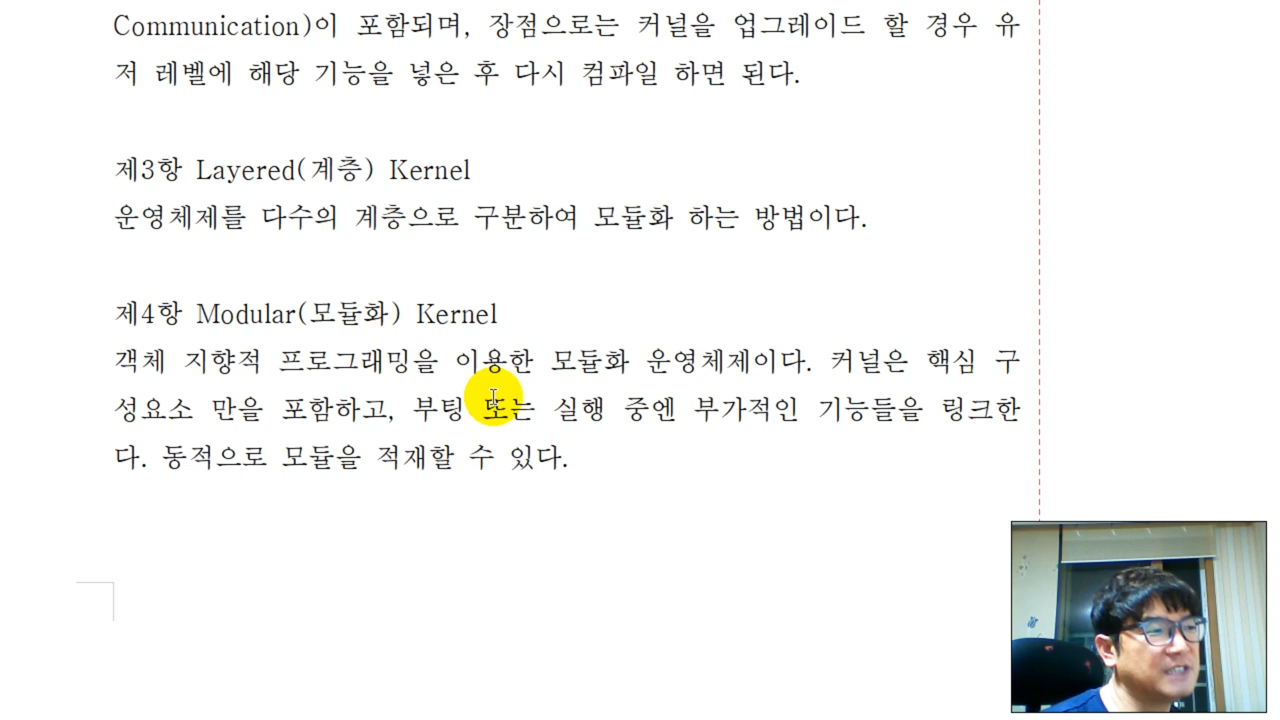 Communication)이 포함되며, 장점으로는 커널을 업그레이드 할 경우 유
저 레벨에 해당 기능을 넣은 후 다시 컴파일 하면 된다.
제3항 Layered(계층) Kernel
운영체제를 다수의 계층으로 구분하여 모듈화 하는 방법이다.
제4항 Modular(모듈화) Kernel
객체 지향적 프로그래밍을 이용한 모듈화 운영체제이다. 커널은 핵심 구
성요소 만을 포함하고, 부팅 또는 실행 중엔 부가적인 기능들을 링크한
다. 동적으로 모듈을 적재할 수 있다.